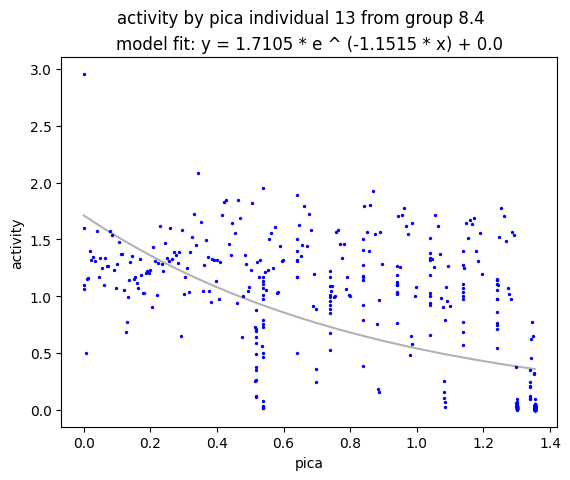 activity by pica individual 13 from group 8.4
model fit: y = 1.7105 * e ^ (-1.1515 * x) + 0.0
3.0
2.5
2.0
1.5
1.0
0.5
0.0
activity
0.0 0.2 0.4 0.6 0.8 1.0 1.2 1.4
pica